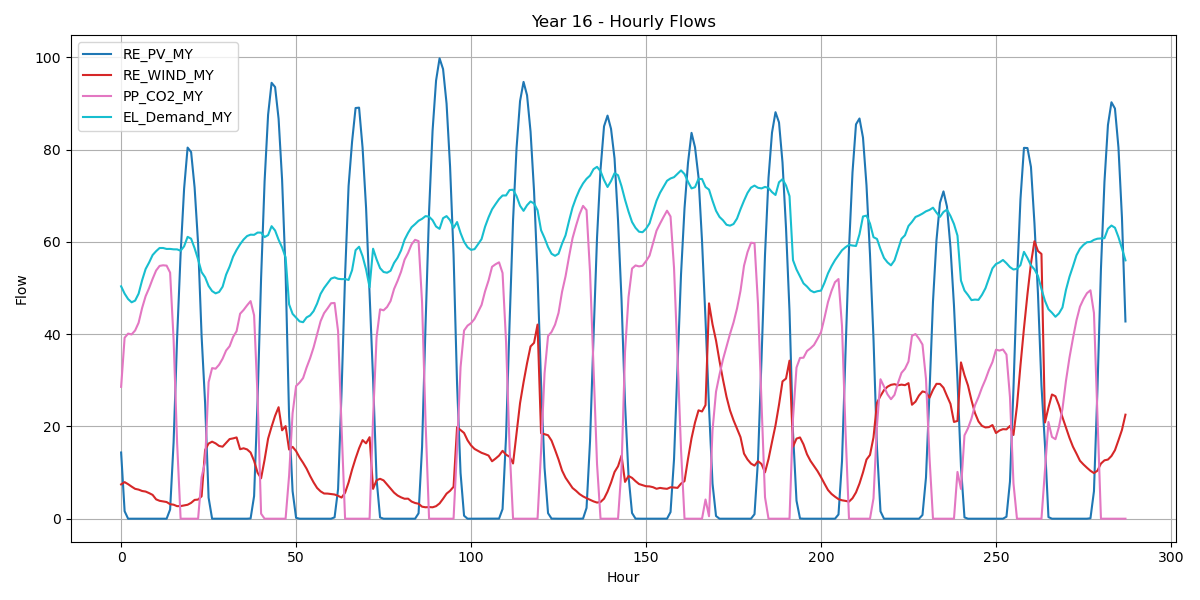 Year 16 - Hourly Flows
RE_PV_MY
RE_WIND_MY
PP_CO2_MY
EL_Demand_MY
Flow
100
80
60
40
20
0
0 50 100 150 200 250 300
Hour